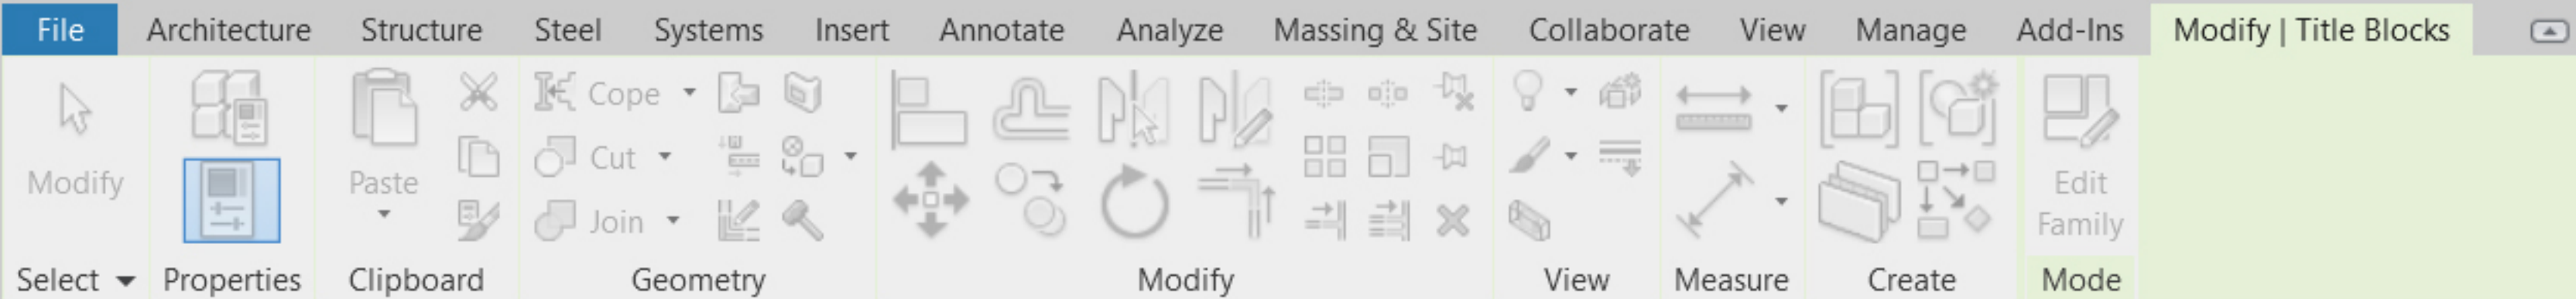 File Architecture Structure Steel Systems Insert Annotate Analyze Massing & Site Collaborate View Manage Add-Ins Modify | Title Blocks
Cope
Cut
Modify Paste Edit
Join Family
Select Properties Clipboard Geometry Modify View Measure Create Mode